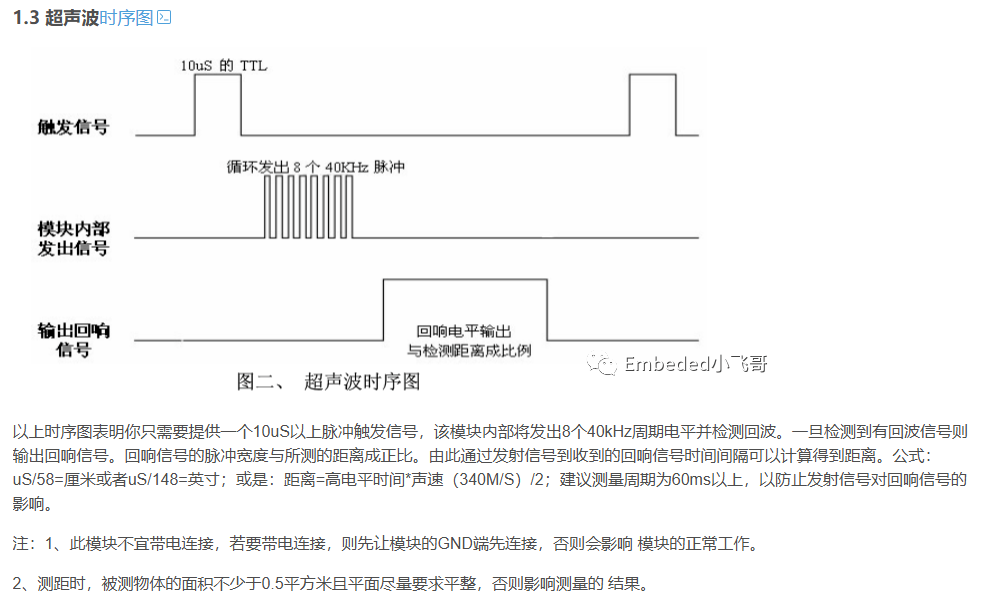 1.3 超声波时序图
10uS 的 TTL
触发信号
循环发出 8 个 40KHz 脉冲
模块内部
发出信号
输出回响
信号
回响电平输出
与检测距离成比例
Embeded小飞哥
图二、 超声波时序图
以上时序图表明你只需要提供一个10uS以上脉冲触发信号，该模块内部将发出8个40kHz周期电平并检测回波。一旦检测到有回波信号则
输出回响信号。回响信号的脉冲宽度与所测的距离成正比。由此通过发射信号到收到的回响信号时间间隔可以计算得到距离。公式：
uS/58=厘米或者uS/148=英寸；或是：距离=高电平时间*声速（340M/S）/2；建议测量周期为60ms以上，以防止发射信号对回响信号的
影响。
注：1、此模块不宜带电连接，若要带电连接，则先让模块的GND端先连接，否则会影响 模块的正常工作。
2、测距时，被测物体的面积不少于0.5平方米且平面尽量要求平整，否则影响测量的 结果。